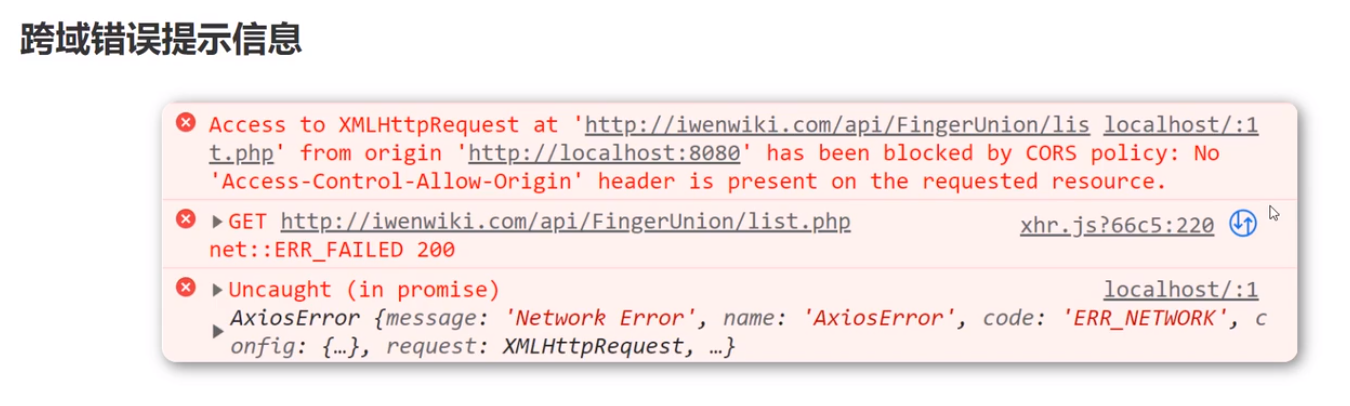 跨域错误提示信息
Access to XMLHttpRequest at 'http://iwenwiki.com/api/FingerUnion/lis localhost/:1
t.php' from origin 'http://localhost:8080' has been blocked by CORS policy: No
'Access-Control-Allow-Origin' header is present on the requested resource.
GET http://iwenwiki.com/api/FingerUnion/list.php xhr.js?66c5:220
net::ERR_FAILED 200
Uncaught (in promise) localhost/:1
AxiosError {message: 'Network Error', name: 'AxiosError', code: 'ERR_NETWORK', c
onfig: {…}, request: XMLHttpRequest, …}